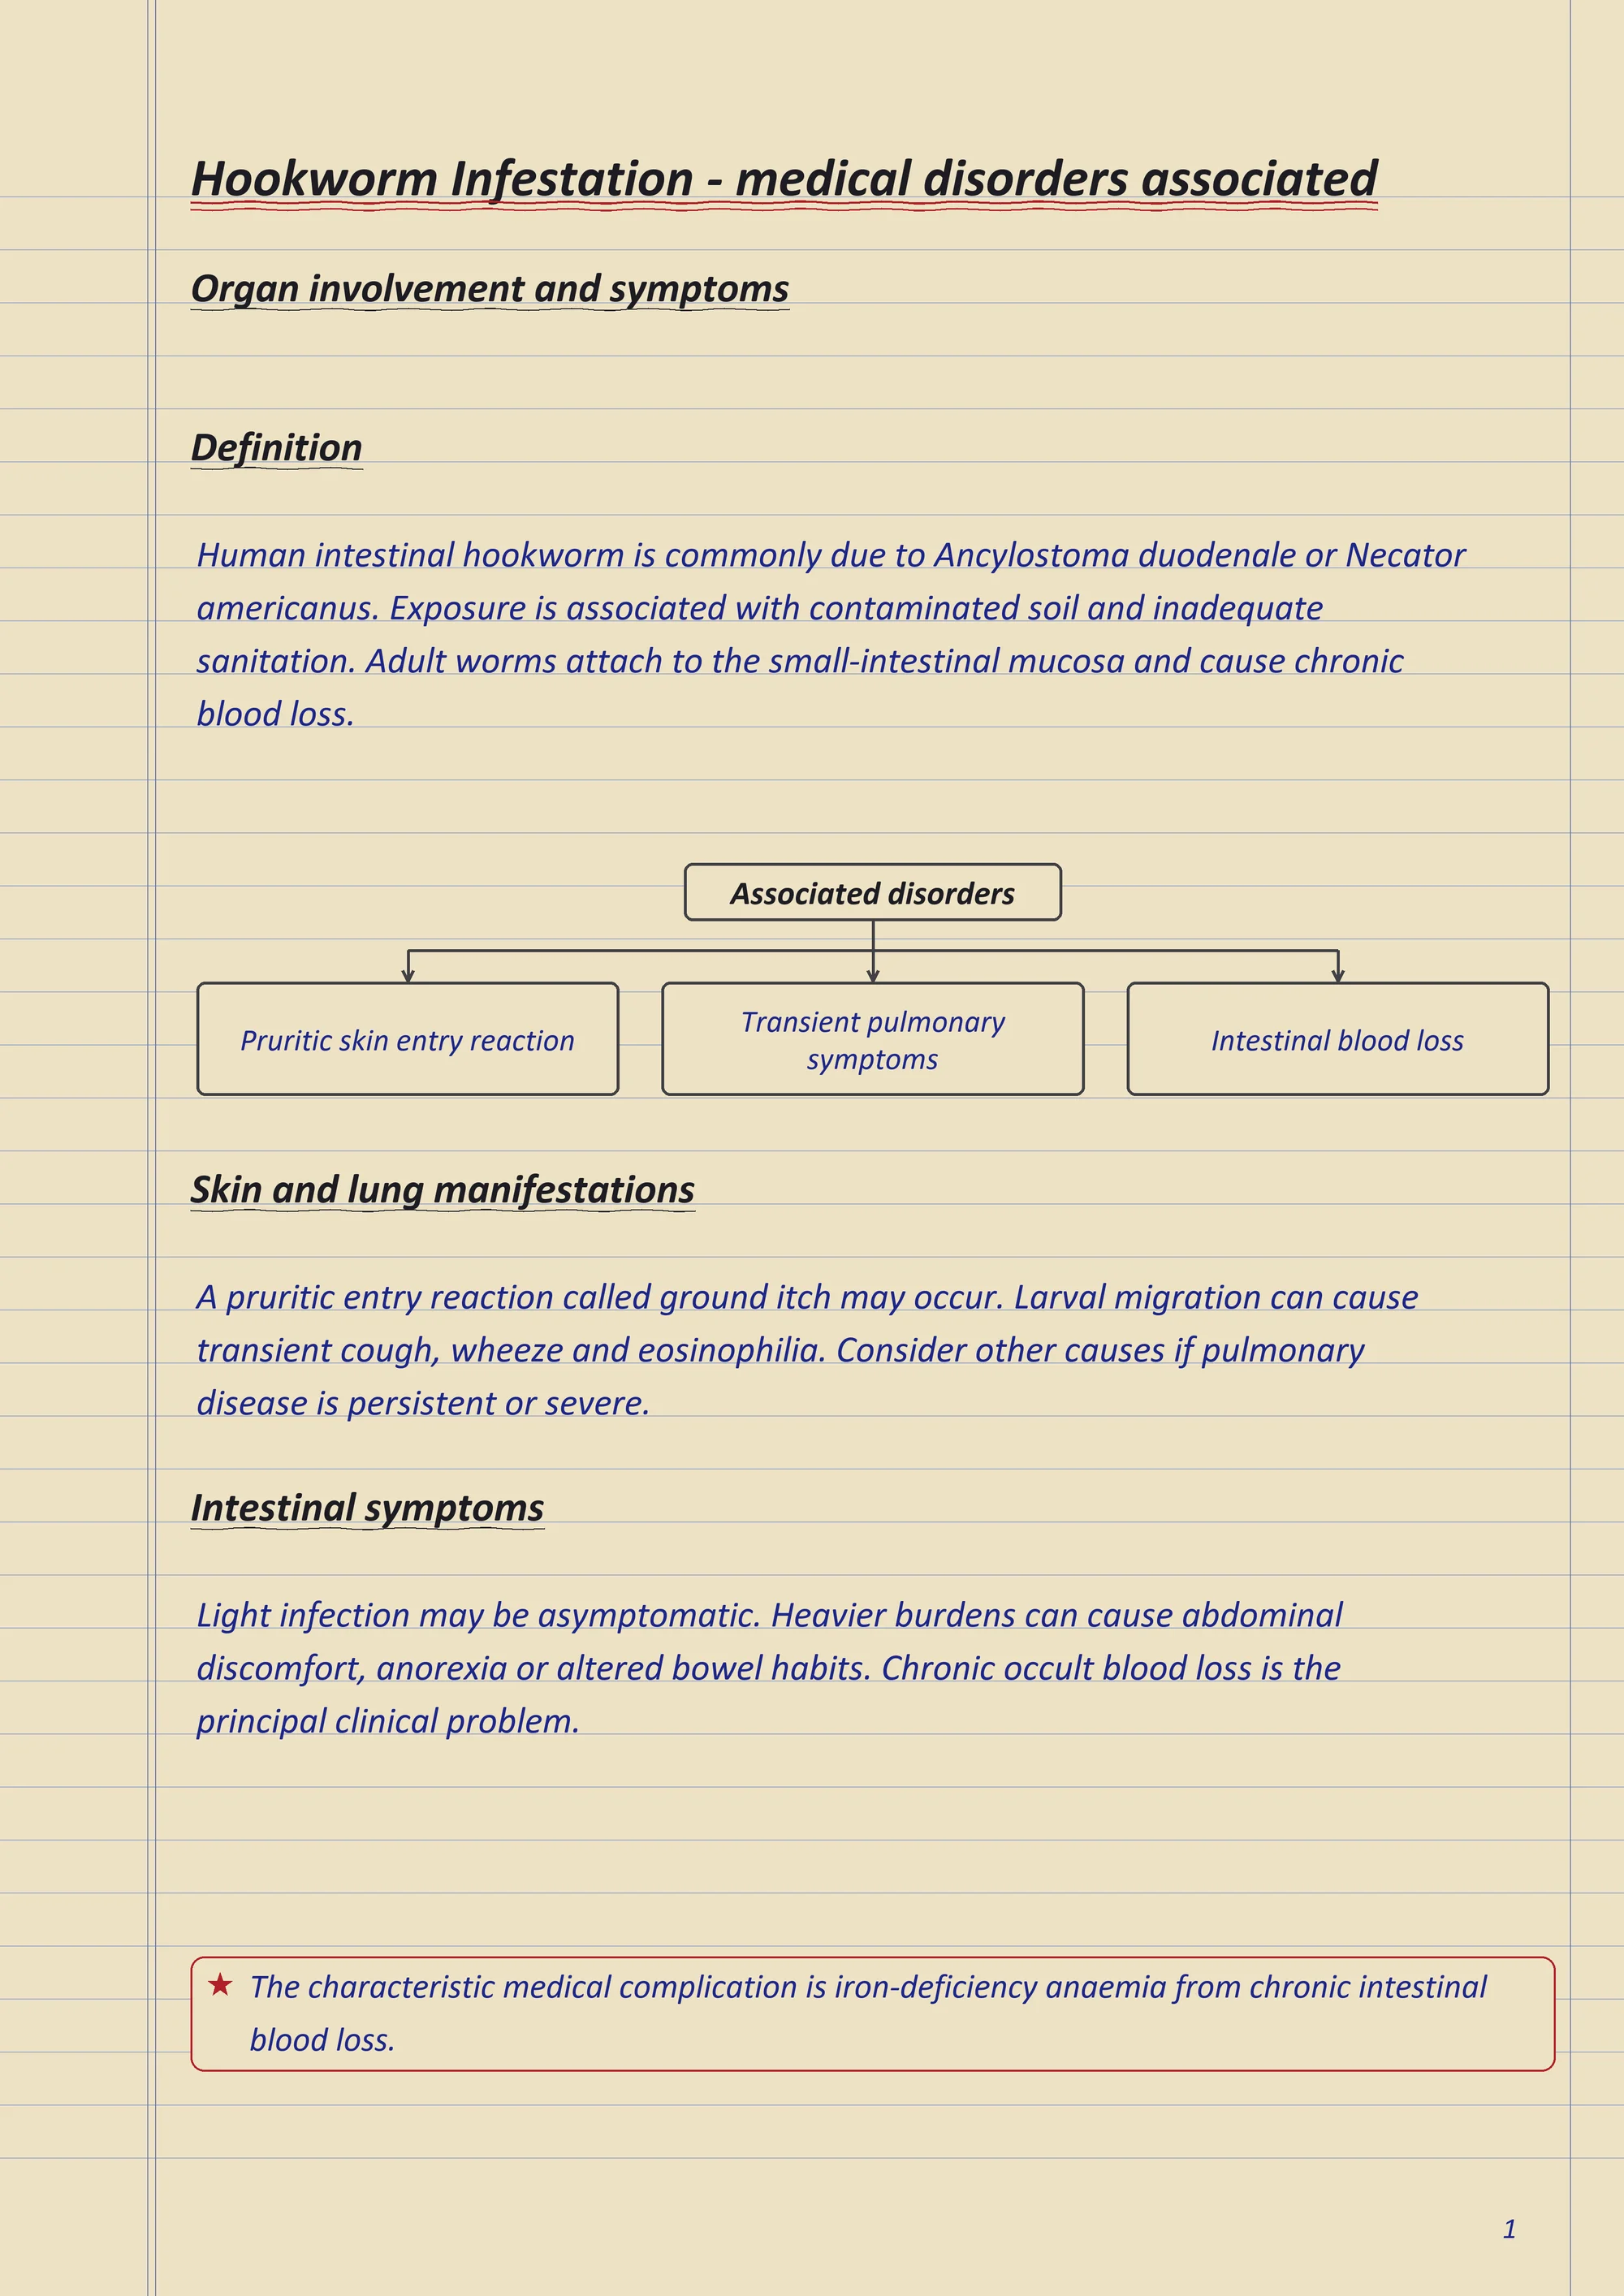 Hookworm Infestation - medical disorders associated
Organ involvement and symptoms
Definition
Human intestinal hookworm is commonly due to Ancylostoma duodenale or Necator
americanus. Exposure is associated with contaminated soil and inadequate
sanitation. Adult worms attach to the small-intestinal mucosa and cause chronic
blood loss.
Associated disorders
Pruritic skin entry reaction
Transient pulmonary
symptoms
Intestinal blood loss
Skin and lung manifestations
A pruritic entry reaction called ground itch may occur. Larval migration can cause
transient cough, wheeze and eosinophilia. Consider other causes if pulmonary
disease is persistent or severe.
Intestinal symptoms
Light infection may be asymptomatic. Heavier burdens can cause abdominal
discomfort, anorexia or altered bowel habits. Chronic occult blood loss is the
principal clinical problem.
★ The characteristic medical complication is iron-deficiency anaemia from chronic intestinal
blood loss.
1